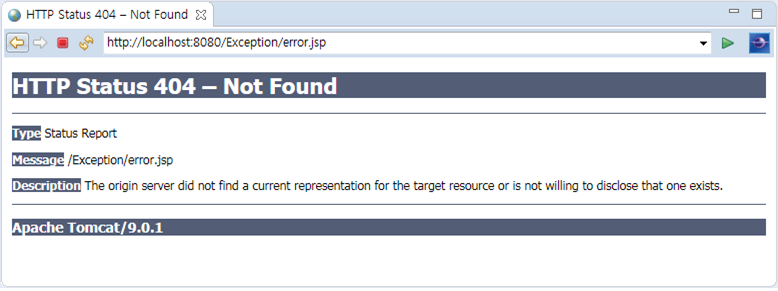 HTTP Status 404 – Not Found
http://localhost:8080/Exception/error.jsp
HTTP Status 404 – Not Found
Type Status Report
Message /Exception/error.jsp
Description The origin server did not find a current representation for the target resource or is not willing to disclose that one exists.
Apache Tomcat/9.0.1